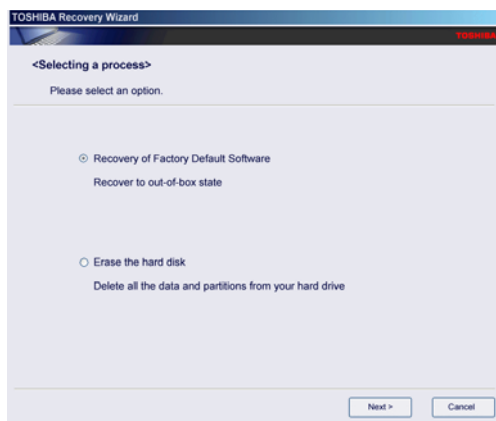 TOSHIBA Recovery Wizard
TOSHIBA
<Selecting a process>
Please select an option.
Recovery of Factory Default Software
Recover to out-of-box state
Erase the hard disk
Delete all the data and partitions from your hard drive
Next >
Cancel